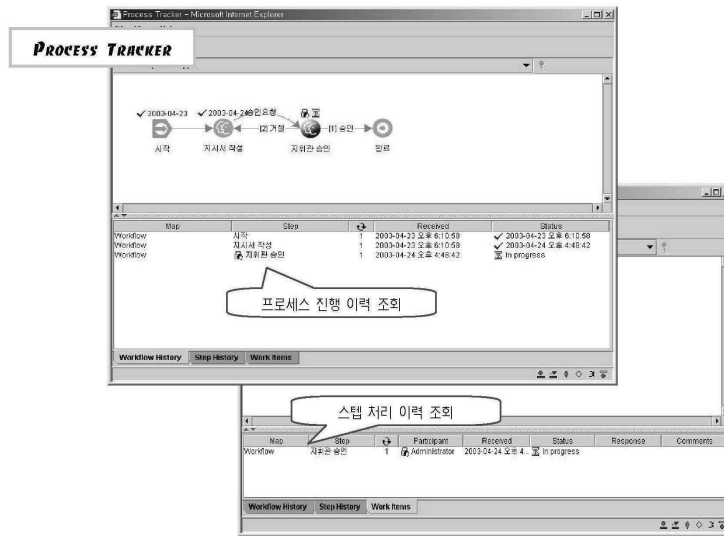 Process Tracker - Microsoft Internet Explorer
PROCESS TRACKER
2003-04-23
2003-04-24
승인요청
[2] 거절
[1] 승인
시작
지시서 작성
지휘관 승인
완료
Map Step Received Status
Workflow 시작 1 2003-04-23 오후 6:10:58 2003-04-23 오후 6:10:58
Workflow 지시서 작성 1 2003-04-23 오후 6:10:58 2003-04-24 오후 4:48:42
Workflow 지휘관 승인 1 2003-04-24 오후 4:48:42 In progress
프로세스 진행 이력 조회
Workflow History Step History Work Items
스텝 처리 이력 조회
Map Step Participant Received Status Response Comments
Workflow 지휘관 승인 1 Administrator 2003-04-24 오후 4... In progress
Workflow History Step History Work Items